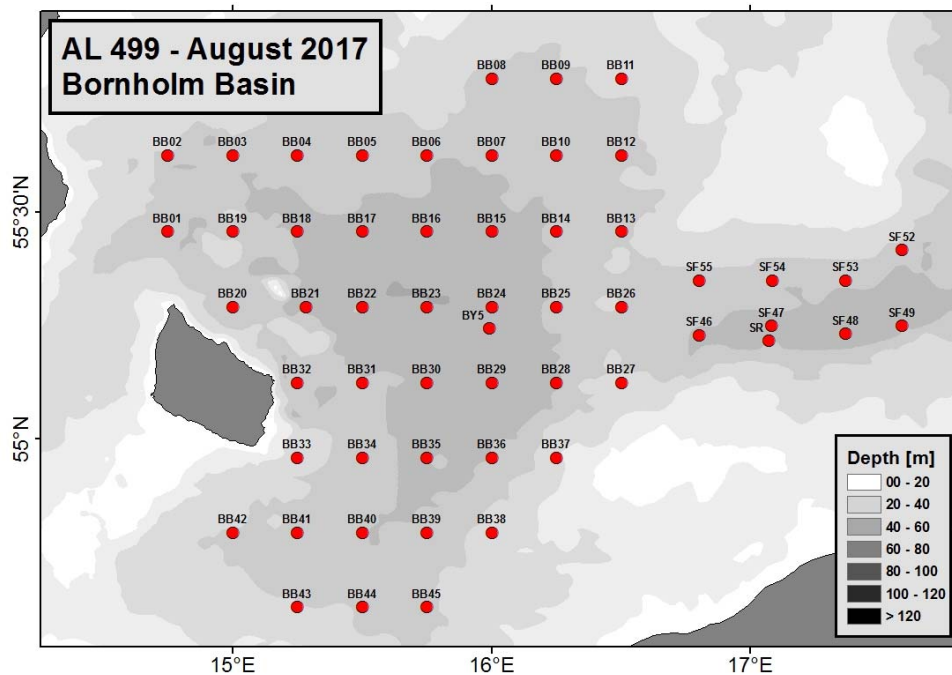 AL 499 - August 2017
Bornholm Basin
BB08 BB09 BB11
BB02 BB03 BB04 BB05 BB06 BB07 BB10 BB12
55°30'N
BB01 BB19 BB18 BB17 BB16 BB15 BB14 BB13
SF52
SF55 SF54 SF53
BB20 BB21 BB22 BB23 BB24 BB25 BB26
BY5
SF47 SF49
SF46 SR SF48
BB32 BB31 BB30 BB29 BB28 BB27
55°N
BB33 BB34 BB35 BB36 BB37
BB42 BB41 BB40 BB39 BB38
BB43 BB44 BB45
Depth [m]
00 - 20
20 - 40
40 - 60
60 - 80
80 - 100
100 - 120
> 120
15°E 16°E 17°E